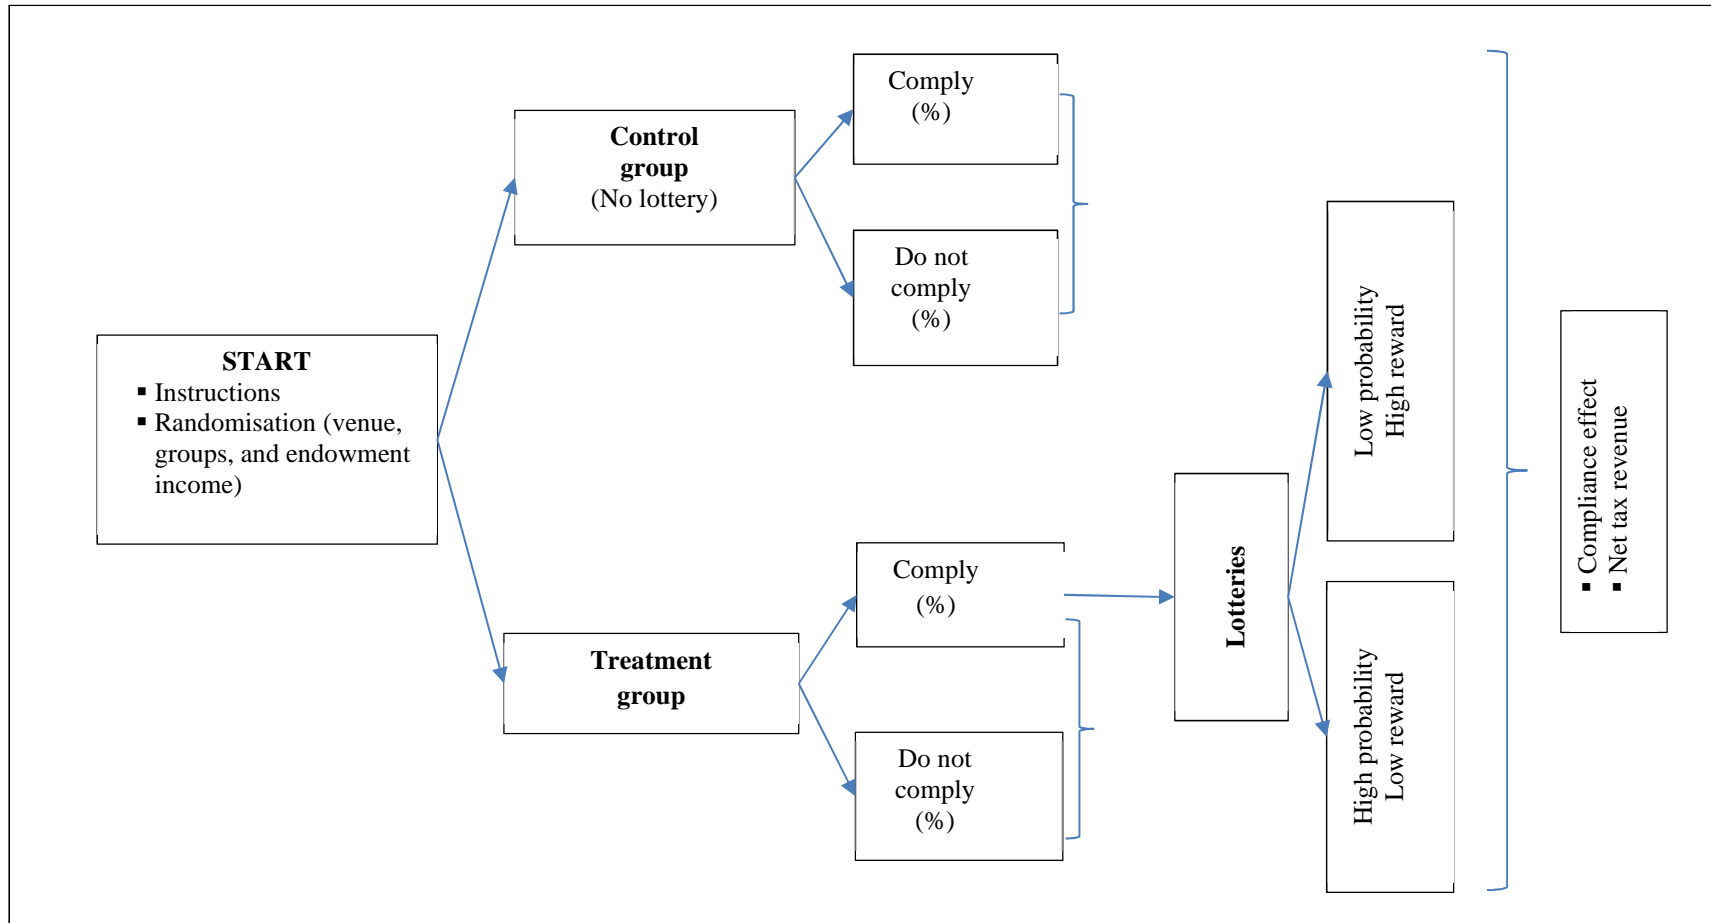 START
▪ Instructions
▪ Randomisation (venue,
groups, and endowment
income)
Control
group
(No lottery)
Comply
(%)
Do not
comply
(%)
Treatment
group
Comply
(%)
Do not
comply
(%)
Lotteries
Low probability
High reward
High probability
Low reward
▪ Compliance effect
▪ Net tax revenue